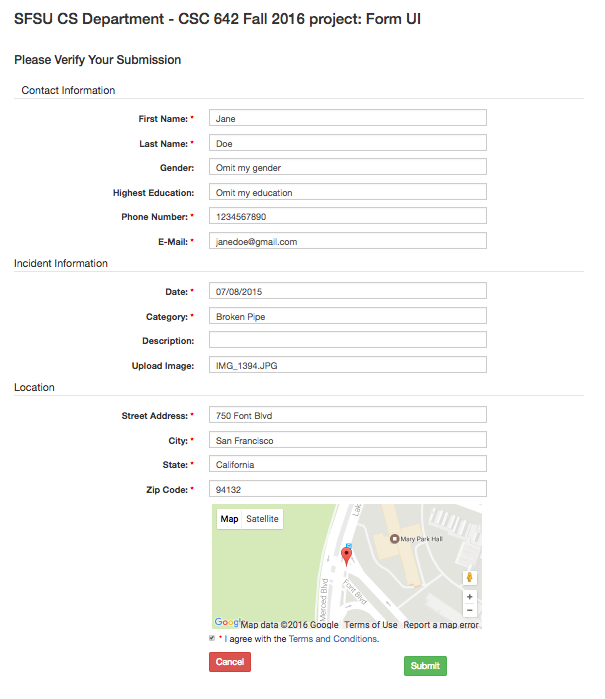 SFSU CS Department - CSC 642 Fall 2016 project: Form UI
Please Verify Your Submission
Contact Information
First Name: * Jane
Last Name: * Doe
Gender: Omit my gender
Highest Education: Omit my education
Phone Number: * 1234567890
E-Mail: * janedoe@gmail.com
Incident Information
Date: * 07/08/2015
Category: * Broken Pipe
Description:
Upload Image: IMG_1394.JPG
Location
Street Address: * 750 Font Blvd
City: * San Francisco
State: * California
Zip Code: * 94132
Map Satellite
Mary Park Hall
Font Blvd
Merced Blvd
+
−
Google Map data ©2016 Google Terms of Use Report a map error
* I agree with the Terms and Conditions.
Cancel Submit